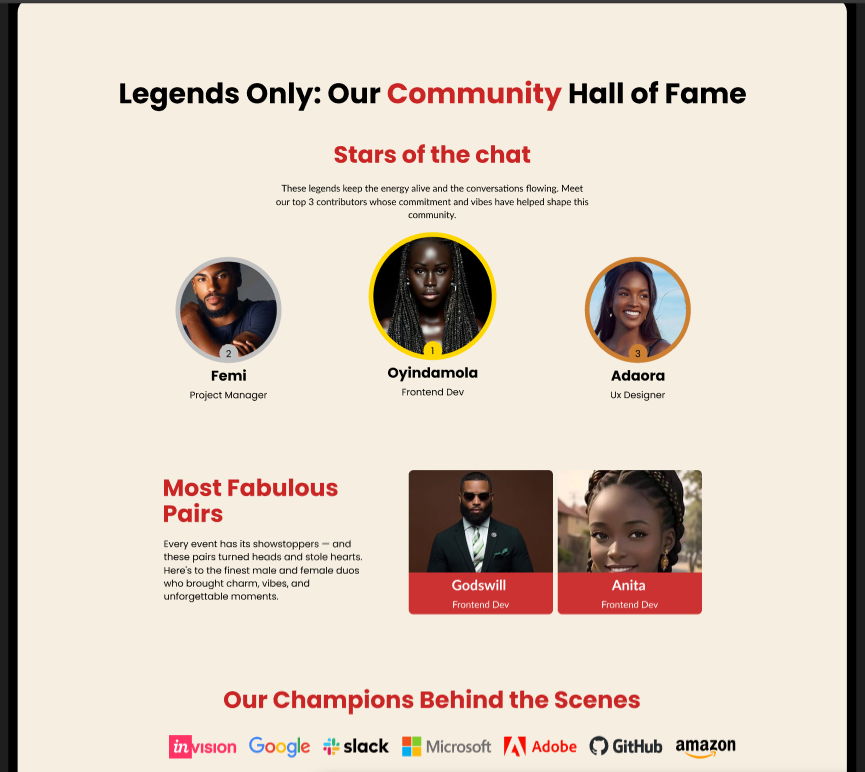 Legends Only: Our Community Hall of Fame
Stars of the chat
These legends keep the energy alive and the conversations flowing. Meet
our top 3 contributors whose commitment and vibes have helped shape this
community.
2
Femi
Project Manager
1
Oyindamola
Frontend Dev
3
Adaora
Ux Designer
Most Fabulous
Pairs
Every event has its showstoppers — and
these pairs turned heads and stole hearts.
Here's to the finest male and female duos
who brought charm, vibes, and
unforgettable moments.
Godswill
Frontend Dev
Anita
Frontend Dev
Our Champions Behind the Scenes
invision Google slack Microsoft Adobe GitHub amazon